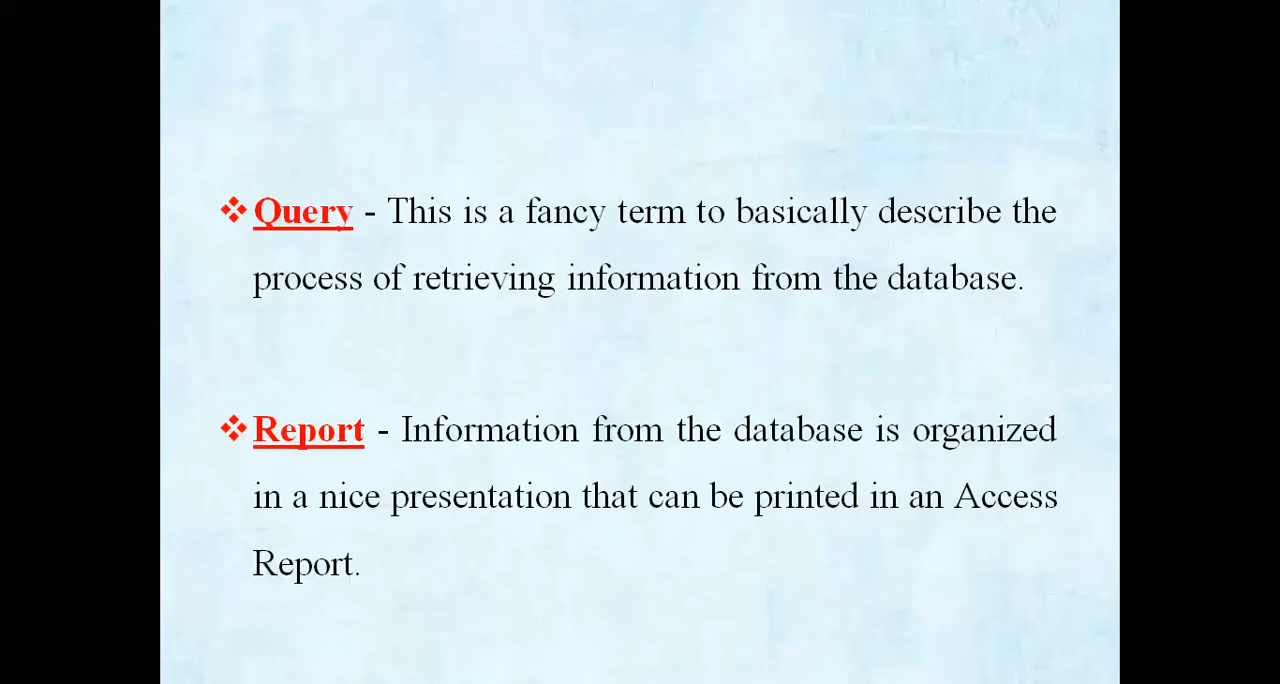 ❖Query - This is a fancy term to basically describe the
process of retrieving information from the database.
❖Report - Information from the database is organized
in a nice presentation that can be printed in an Access
Report.